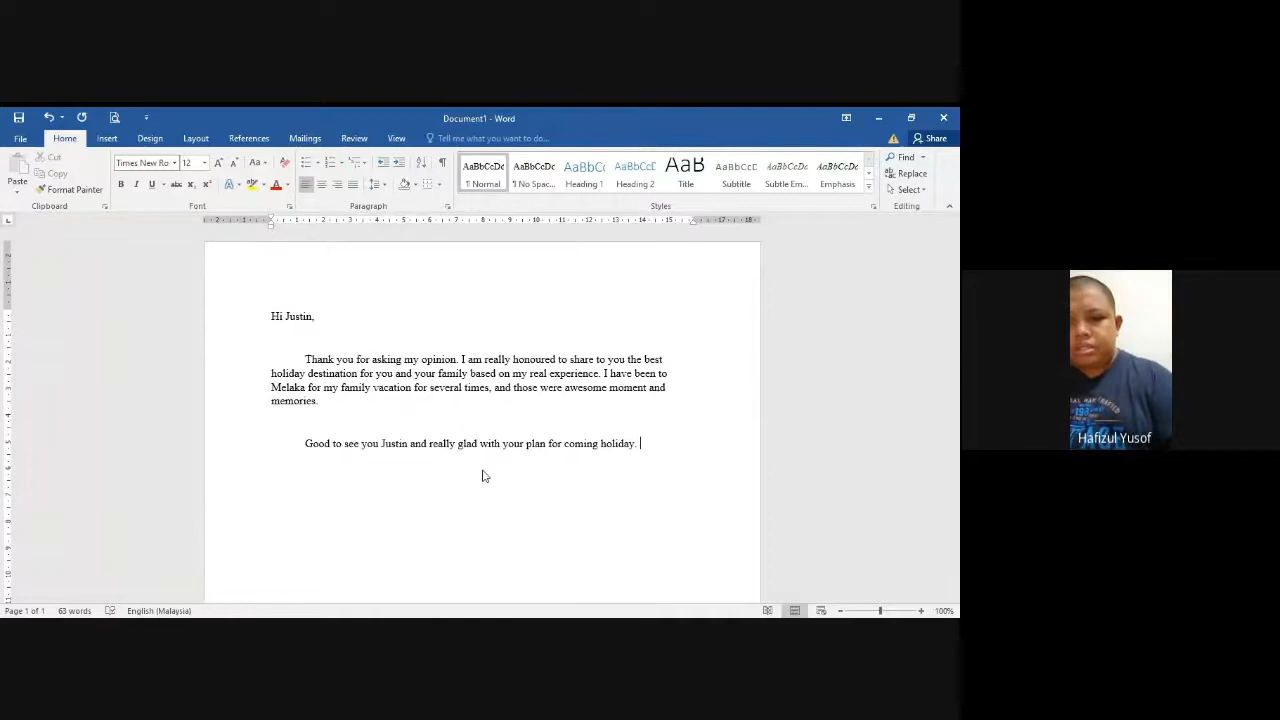 Document1 - Word
File Home Insert Design Layout References Mailings Review View Tell me what you want to do... Share
Cut
Copy
Format Painter
Paste
Times New Ro 12
AaBbCcDc AaBbCcDc AaBbCc AaBbCcD AaB AaBbCcD AaBbCcDc AaBbCcDc
¶ Normal ¶ No Spac... Heading 1 Heading 2 Title Subtitle Subtle Em... Emphasis
Find
Replace
Select
Clipboard Font Paragraph Styles Editing
Hi Justin,
Thank you for asking my opinion. I am really honoured to share to you the best
holiday destination for you and your family based on my real experience. I have been to
Melaka for my family vacation for several times, and those were awesome moment and
memories.
Good to see you Justin and really glad with your plan for coming holiday.
Hafizul Yusof
Page 1 of 1 63 words English (Malaysia) 100%